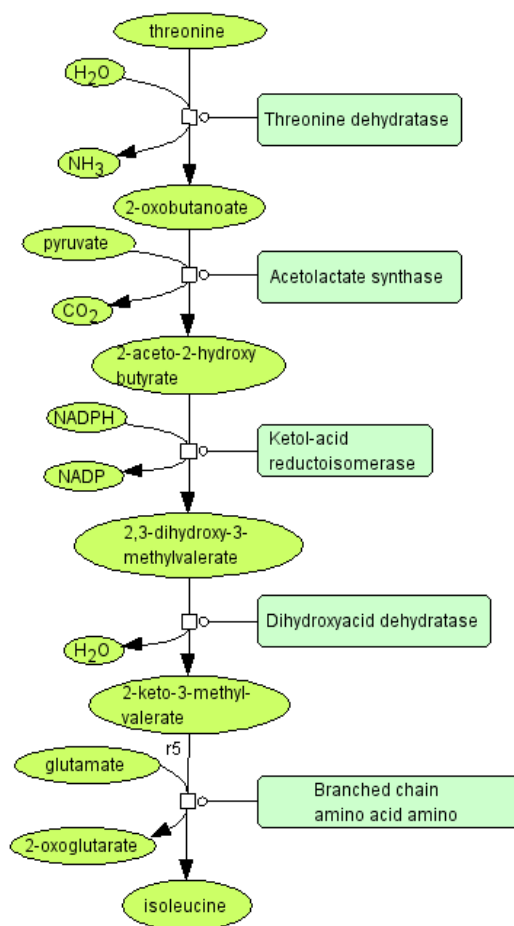 threonine
H₂O
Threonine dehydratase
NH₃
2-oxobutanoate
pyruvate
Acetolactate synthase
CO₂
2-aceto-2-hydroxy
butyrate
NADPH
Ketol-acid
reductoisomerase
NADP
2,3-dihydroxy-3-
methylvalerate
Dihydroxyacid dehydratase
H₂O
2-keto-3-methyl-
valerate
r5
glutamate
Branched chain
amino acid amino
2-oxoglutarate
isoleucine